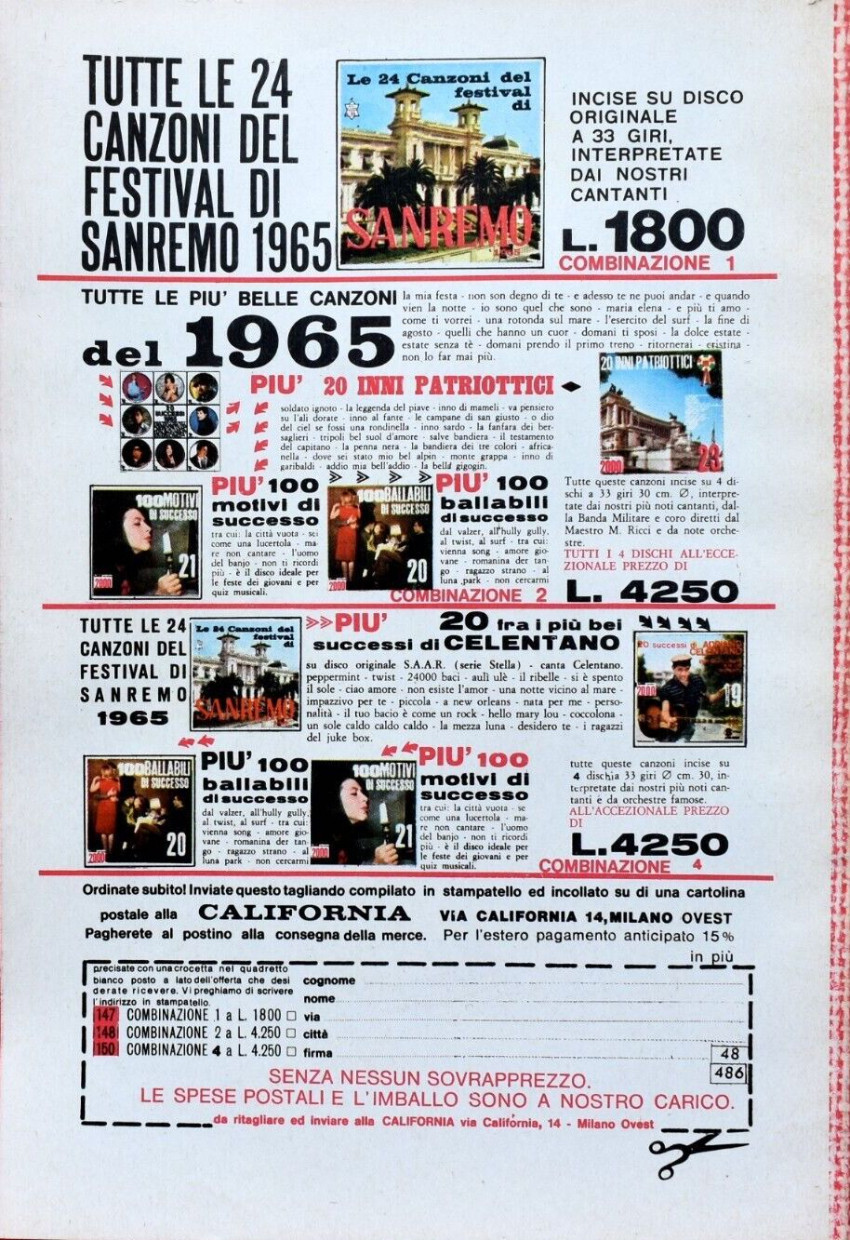 TUTTE LE 24
CANZONI DEL
FESTIVAL DI
SANREMO 1965
Le 24 Canzoni del
festival
di
SANREMO
INCISE SU DISCO
ORIGINALE
A 33 GIRI,
INTERPRETATE
DAI NOSTRI
CANTANTI
L. 1800
COMBINAZIONE 1
TUTTE LE PIU' BELLE CANZONI
del 1965
la mia festa - non son degno di te - e adesso te ne puoi andar - e quando
vien la notte - io sono quel che sono - maria elena - e più ti amo -
come ti vorrei - una rotonda sul mare - l'esercito del surf - la fine di
agosto - quelli che hanno un cuor - domani ti sposi - la dolce estate -
estate senza tè - domani prendo il primo treno - ritornerai - cristina -
non lo far mai più.
PIU' 20 INNI PATRIOTTICI
soldato ignoto - la leggenda del piave - inno di mameli - va pensiero
su l'ali dorate - inno al fante - le campane di san giusto - o dio
del ciel se fossi una rondinella - inno sardo - la fanfara dei ber-
saglieri - tripoli bel suol d'amore - salve bandiera - il testamento
del capitano - la penna nera - la bandiera dei tre colori - africa-
nella - dove sei stato mio bel alpin - monte grappa - inno di
garibaldi - addio mia bell'addio - la bella gigogin.
20 INNI PATRIOTTICI
2000
23
100 MOTIVI
DI SUCCESSO
21
PIU' 100
motivi di
successo
tra cui: la città vuota - sei
come una lucertola - ma-
re non cantare - l'uomo
del banjo - non ti ricordi
più - è il disco ideale per
le feste dei giovani e per
quiz musicali.
100 BALLABILI
DI SUCCESSO
2000
20
PIU' 100
ballabili
di successo
dal valzer, all'hully gully,
al twist, al surf - tra cui:
vienna song - amore gio-
vane - romanina der tan-
go - ragazzo strano - al
luna park - non cercarmi
Tutte queste canzoni incise su 4 di-
schi a 33 giri 30 cm. Ø, interpre-
tate dai nostri più noti cantanti, dal-
la Banda Militare e coro diretti dal
Maestro M. Ricci e da note orche-
stre.
TUTTI I 4 DISCHI ALL'ECCE-
ZIONALE PREZZO DI
COMBINAZIONE 2
L. 4250
TUTTE LE 24
CANZONI DEL
FESTIVAL DI
SANREMO
1965
Le 24 Canzoni del
festival
di
SANREMO
PIU' 20 fra i più bei
successi di CELENTANO
su disco originale S.A.A.R. (serie Stella) - canta Celentano.
peppermint - twist - 24000 baci - aulì ulè - il ribelle - si è spento
il sole - ciao amore - non esiste l'amor - una notte vicino al mare -
impazzivo per te - piccola - a new orleans - nata per me - perso-
nalità - il tuo bacio è come un rock - hello mary lou - coccolona -
un sole caldo caldo caldo - la mezza luna - desidero te - i ragazzi
del juke box.
20 successi di ADRIANO
CELENTANO
2000
19
100 BALLABILI
DI SUCCESSO
2000
20
PIU' 100
ballabili
di successo
dal valzer, all'hully gully,
al twist, al surf - tra cui:
vienna song - amore gio-
vane - romanina der tan-
go - ragazzo strano - al
luna park - non cercarmi
100 MOTIVI
DI SUCCESSO
2000
21
PIU' 100
motivi di
successo
tra cui: la città vuota - se
come una lucertola - ma-
re non cantare - l'uomo
del banjo - non ti ricordi
più - è il disco ideale per
le feste dei giovani e per
quiz musicali.
tutte queste canzoni incise su
4 dischia 33 giri Ø cm. 30, in-
terpretate dai nostri più noti can-
tanti e da orchestre famose.
ALL'ACCEZIONALE PREZZO
DI
L.4250
COMBINAZIONE 4
Ordinate subito! Inviate questo tagliando compilato in stampatello ed incollato su di una cartolina
postale alla CALIFORNIA VIA CALIFORNIA 14, MILANO OVEST
Pagherete al postino alla consegna della merce. Per l'estero pagamento anticipato 15%
in più
precisate con una crocetta nel quadretto
bianco posto a lato dell'offerta che desi
derate ricevere. Vi preghiamo di scrivere
l'indirizzo in stampatello.
147 COMBINAZIONE 1 a L. 1800
148 COMBINAZIONE 2 a L. 4.250
150 COMBINAZIONE 4 a L. 4.250
cognome
nome
via
città
firma
48
486
SENZA NESSUN SOVRAPPREZZO.
LE SPESE POSTALI E L'IMBALLO SONO A NOSTRO CARICO.
da ritagliare ed inviare alla CALIFORNIA via California, 14 - Milano Ovest